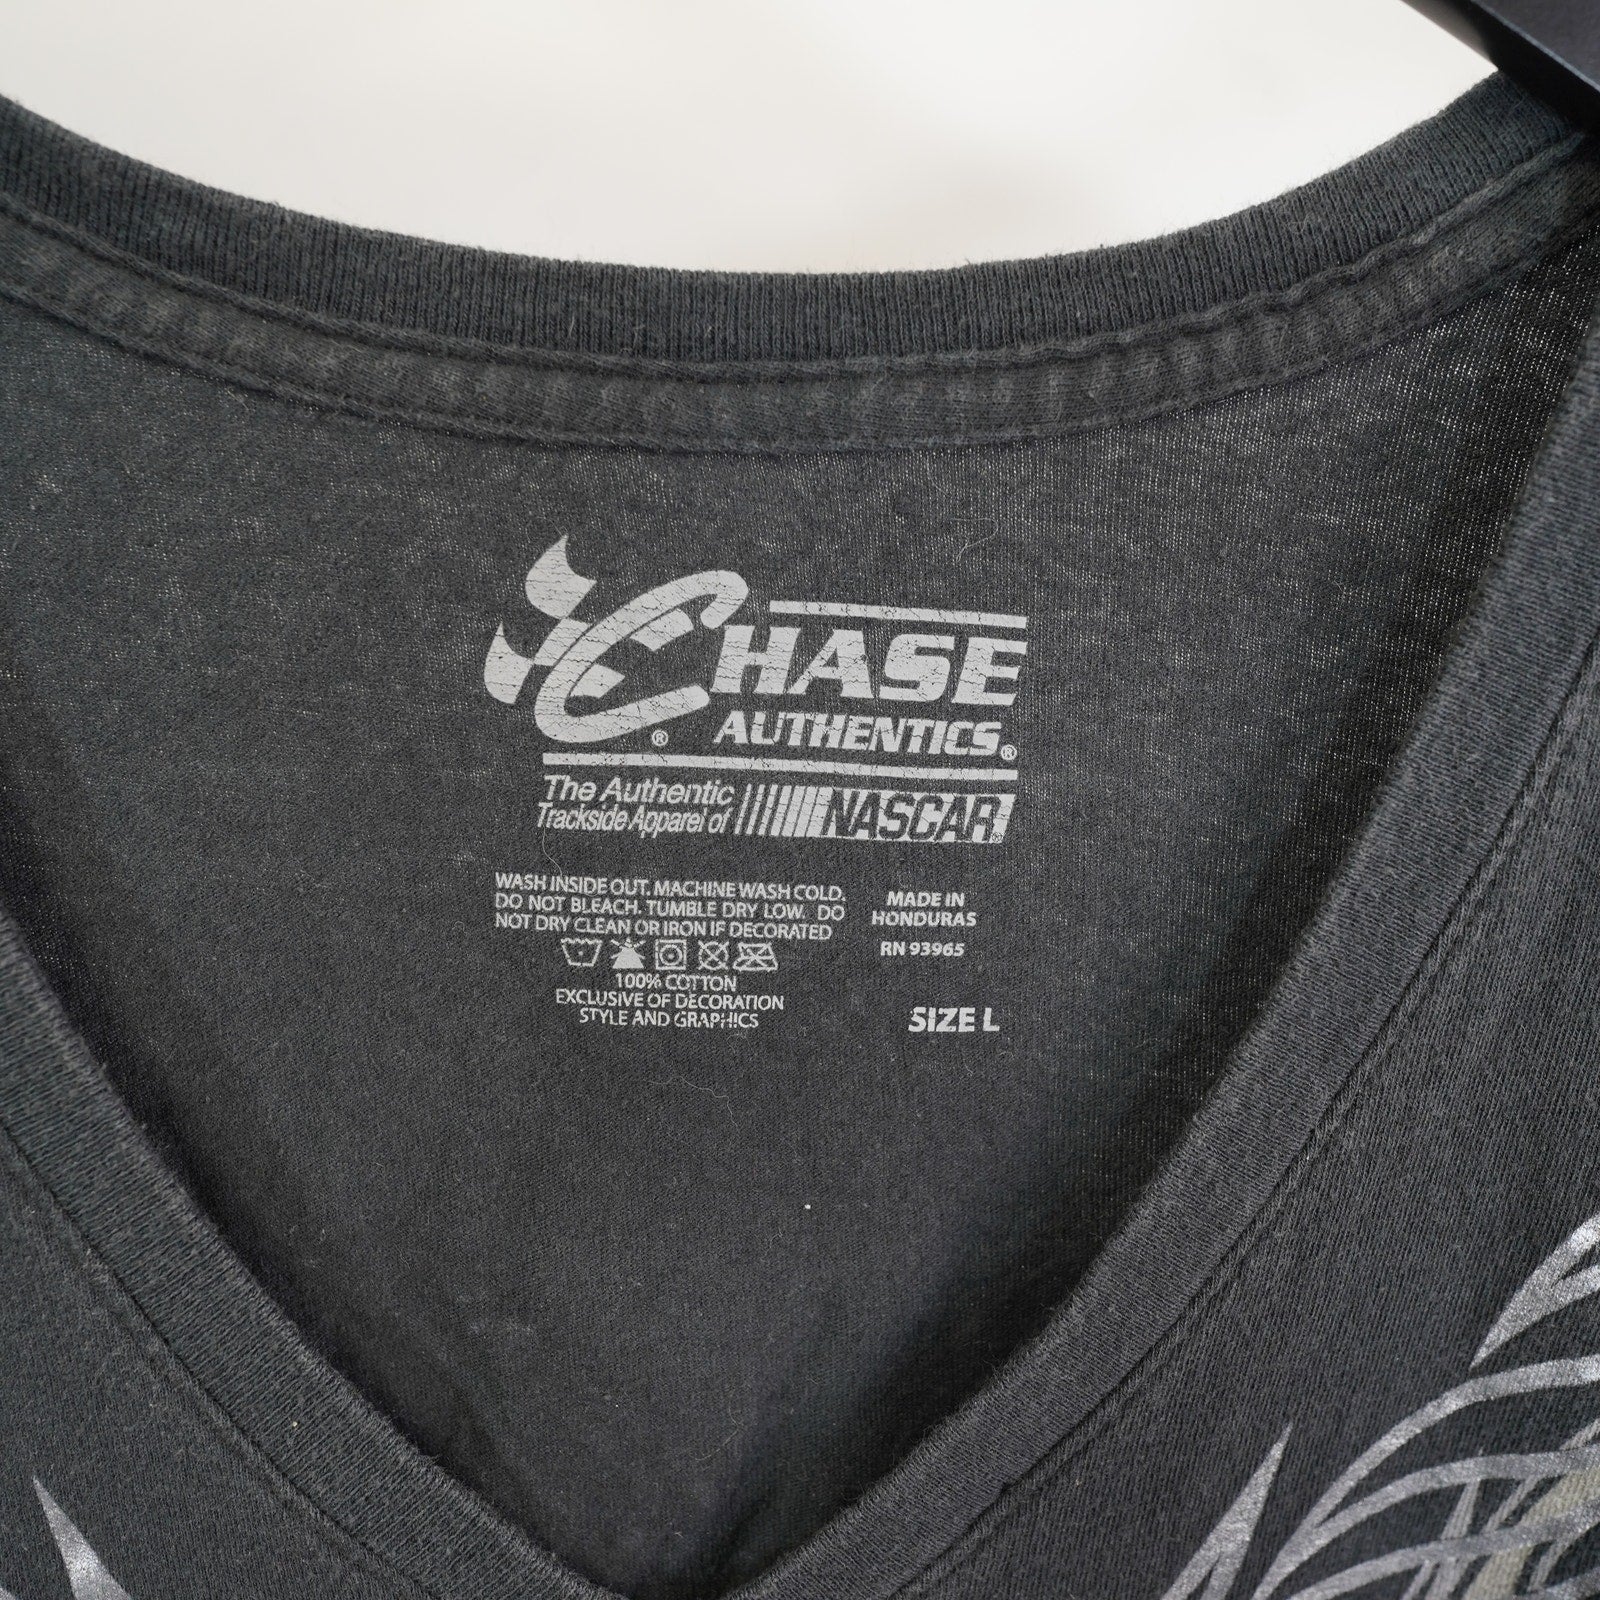 CHASE
AUTHENTICS®
®
The Authentic
Trackside Apparel of
NASCAR
WASH INSIDE OUT. MACHINE WASH COLD.
DO NOT BLEACH. TUMBLE DRY LOW. DO
NOT DRY CLEAN OR IRON IF DECORATED
100% COTTON
EXCLUSIVE OF DECORATION
STYLE AND GRAPHICS
MADE IN
HONDURAS
RN 93965
SIZE L